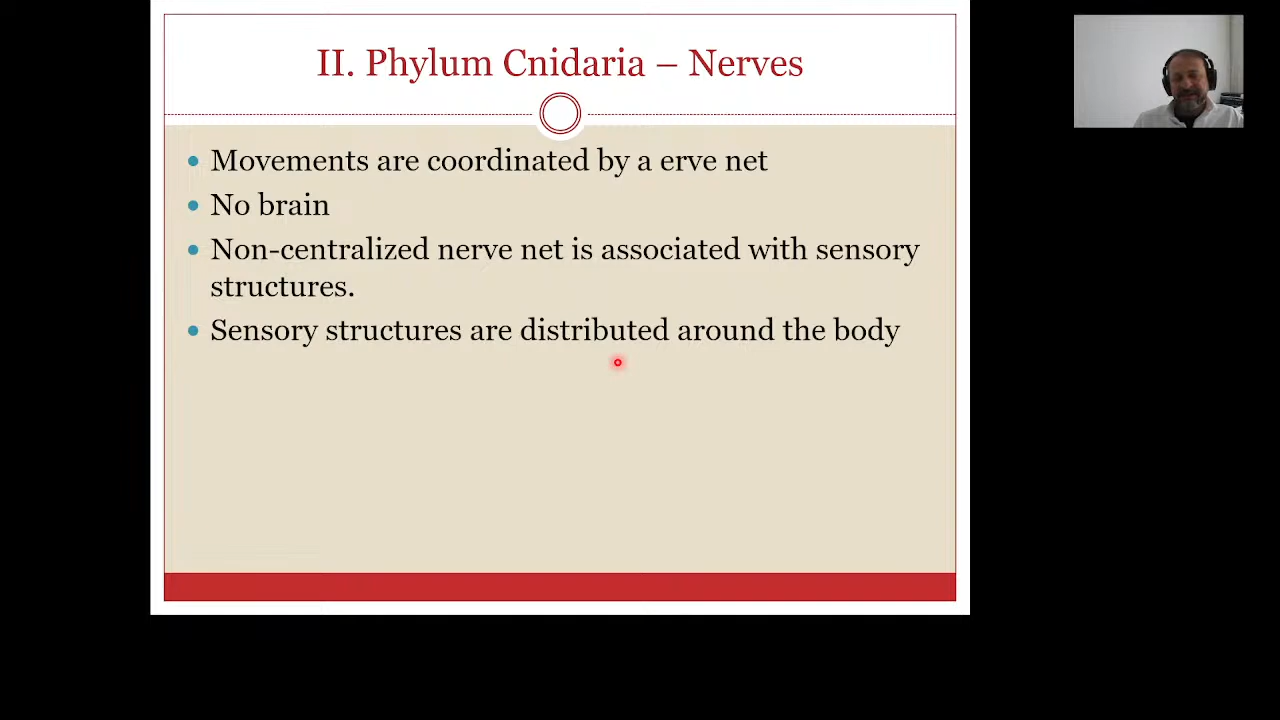 II. Phylum Cnidaria – Nerves
• Movements are coordinated by a erve net
• No brain
• Non-centralized nerve net is associated with sensory
structures.
• Sensory structures are distributed around the body